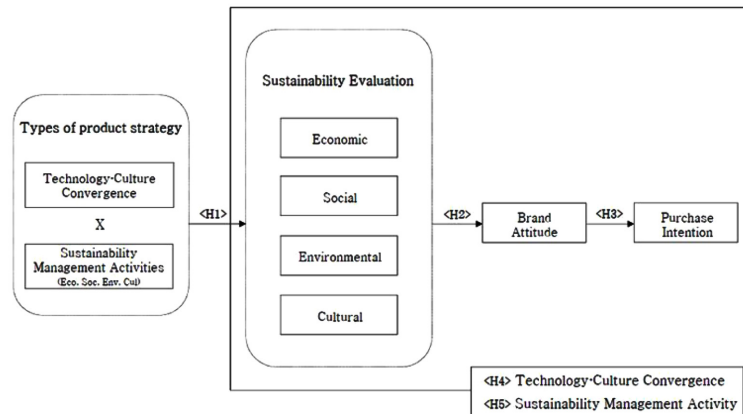 Types of product strategy
Technology-Culture
Convergence
X
Sustainability
Management Activities
(Eco. Soc. Env. Cul)
<H1>
Sustainability Evaluation
Economic
Social
Environmental
Cultural
<H2>
Brand
Attitude
<H3>
Purchase
Intention
<H4> Technology-Culture Convergence
<H5> Sustainability Management Activity